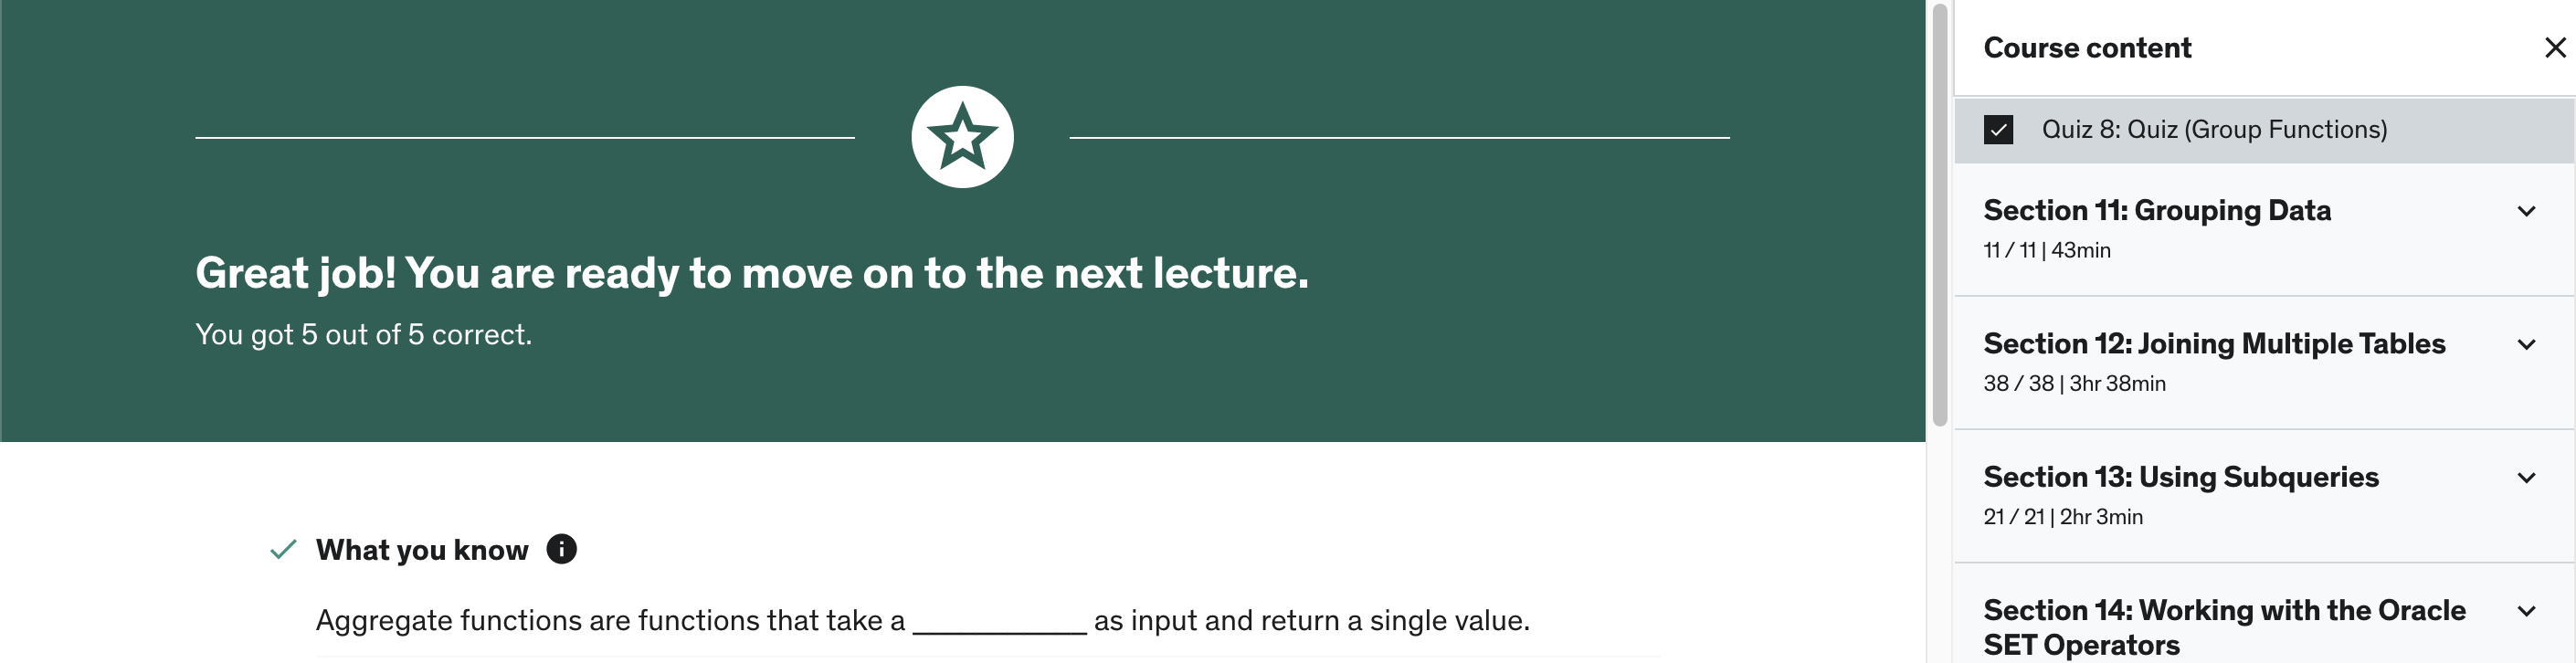 Great job! You are ready to move on to the next lecture.
You got 5 out of 5 correct.
What you know
Aggregate functions are functions that take a ____________ as input and return a single value.
Course content
Quiz 8: Quiz (Group Functions)
Section 11: Grouping Data
11 / 11 | 43min
Section 12: Joining Multiple Tables
38 / 38 | 3hr 38min
Section 13: Using Subqueries
21 / 21 | 2hr 3min
Section 14: Working with the Oracle
SET Operators